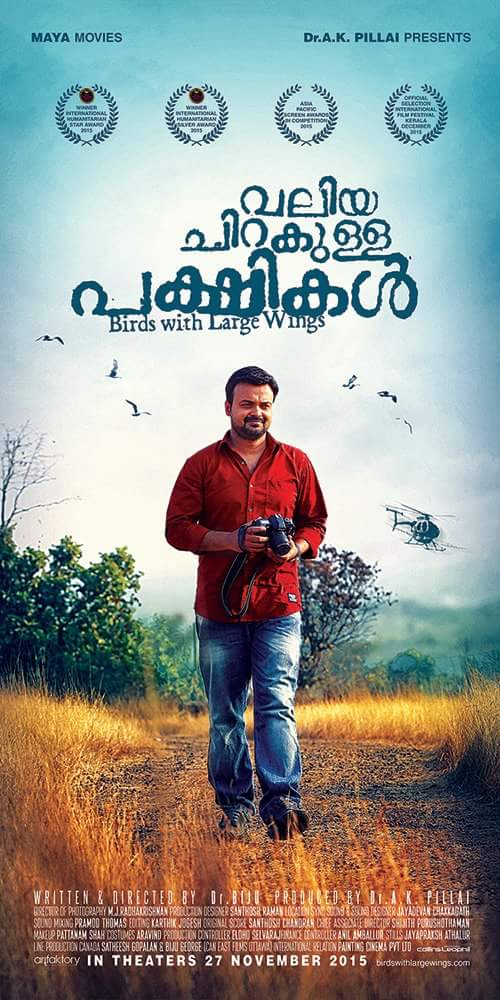 MAYA MOVIES
Dr.A.K. PILLAI PRESENTS
WINNER
INTERNATIONAL
HUMANITARIAN
STAR AWARD
2015
WINNER
INTERNATIONAL
HUMANITARIAN
SILVER AWARD
2015
ASIA
PACIFIC
SCREEN AWARDS
IN COMPETITION
2015
OFFICIAL
SELECTION
INTERNATIONAL
FILM FESTIVAL
KERALA
DECEMBER
2015
വലിയ
ചിറകുള്ള
പക്ഷികൾ
Birds with Large Wings
WRITTEN & DIRECTED BY Dr.BIJU PRODUCED BY Dr.A.K. PILLAI
DIRECTOR OF PHOTOGRAPHY M.J.RADHAKRISHNAN PRODUCTION DESIGNER SANTHOSH RAMAN LOCATION SYNC SOUND & SOUND DESIGNER JAYADEVAN CHAKKADATH
SOUND MIXING PRAMOD THOMAS EDITING KARTHIK JOGESH ORIGINAL SCORE SANTHOSH CHANDRAN CHIEF ASSOCIATE DIRECTOR SHANTH PURUSHOTHAMAN
MAKEUP PATTANAM SHAH COSTUMES ARAVIND PRODUCTION CONTROLLER ELDHO SELVARAJ FINANCE CONTROLLER ANIL AMBALLUR STILLS JAYAPRAKSH ATHALUR
LINE PRODUCTION CANADA SATHEESH GOPALAN & BIJU GEORGE (CAN EAST FILMS OTTAVA) INTERNATIONAL RELATION PAINTING CINEMA PVT LTD collins Leophil
artfaktory IN THEATERS 27 NOVEMBER 2015 birdswithlargewings.com